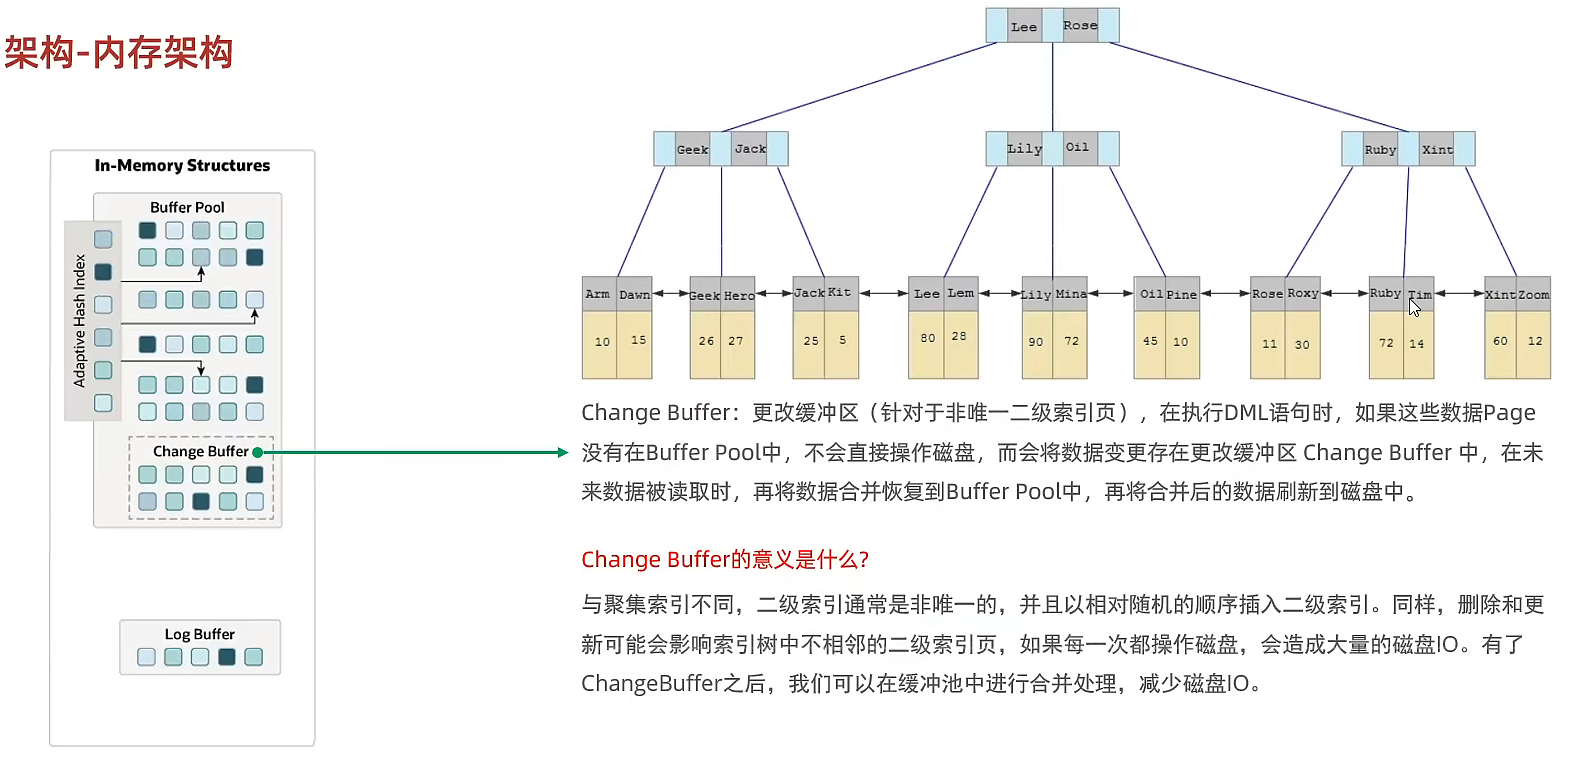 架构-内存架构
In-Memory Structures
Buffer Pool
Adaptive Hash Index
Change Buffer
Log Buffer
Lee Rose
Geek Jack
Lily Oil
Ruby Xint
Arm Dawn Geek Hero Jack Kit Lee Lem Lily Mina Oil Pine Rose Roxy Ruby Tim Xint Zoom
10 15 26 27 25 5 80 28 90 72 45 10 11 30 72 14 60 12
Change Buffer：更改缓冲区（针对于非唯一二级索引页），在执行DML语句时，如果这些数据Page
没有在Buffer Pool中，不会直接操作磁盘，而会将数据变更存在更改缓冲区 Change Buffer 中，在未
来数据被读取时，再将数据合并恢复到Buffer Pool中，再将合并后的数据刷新到磁盘中。
Change Buffer的意义是什么?
与聚集索引不同，二级索引通常是非唯一的，并且以相对随机的顺序插入二级索引。同样，删除和更
新可能会影响索引树中不相邻的二级索引页，如果每一次都操作磁盘，会造成大量的磁盘IO。有了
ChangeBuffer之后，我们可以在缓冲池中进行合并处理，减少磁盘IO。